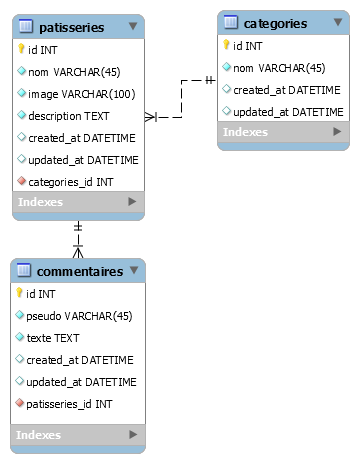 patisseries
id INT
nom VARCHAR(45)
image VARCHAR(100)
description TEXT
created_at DATETIME
updated_at DATETIME
categories_id INT
Indexes
categories
id INT
nom VARCHAR(45)
created_at DATETIME
updated_at DATETIME
Indexes
commentaires
id INT
pseudo VARCHAR(45)
texte TEXT
created_at DATETIME
updated_at DATETIME
patisseries_id INT
Indexes